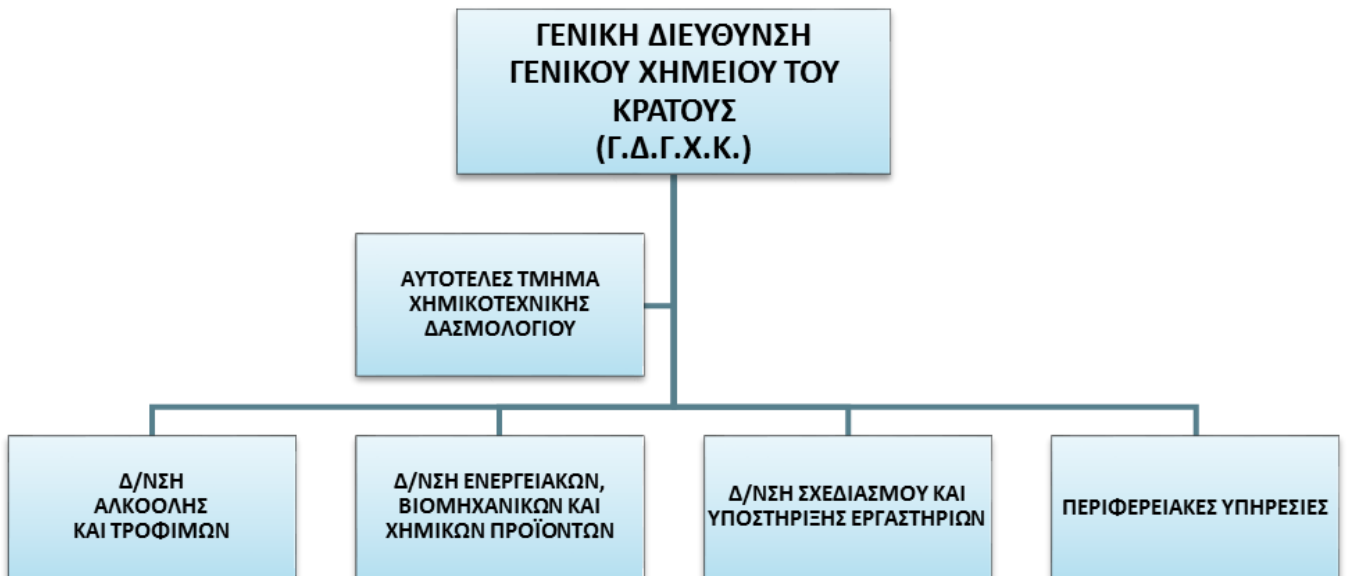 ΓΕΝΙΚΗ ΔΙΕΥΘΥΝΣΗ
ΓΕΝΙΚΟΥ ΧΗΜΕΙΟΥ ΤΟΥ
ΚΡΑΤΟΥΣ
(Γ.Δ.Γ.Χ.Κ.)
ΑΥΤΟΤΕΛΕΣ ΤΜΗΜΑ
ΧΗΜΙΚΟΤΕΧΝΙΚΗΣ
ΔΑΣΜΟΛΟΓΙΟΥ
Δ/ΝΣΗ
ΑΛΚΟΟΛΗΣ
ΚΑΙ ΤΡΟΦΙΜΩΝ
Δ/ΝΣΗ ΕΝΕΡΓΕΙΑΚΩΝ,
ΒΙΟΜΗΧΑΝΙΚΩΝ ΚΑΙ
ΧΗΜΙΚΩΝ ΠΡΟΪΟΝΤΩΝ
Δ/ΝΣΗ ΣΧΕΔΙΑΣΜΟΥ ΚΑΙ
ΥΠΟΣΤΗΡΙΞΗΣ ΕΡΓΑΣΤΗΡΙΩΝ
ΠΕΡΙΦΕΡΕΙΑΚΕΣ ΥΠΗΡΕΣΙΕΣ